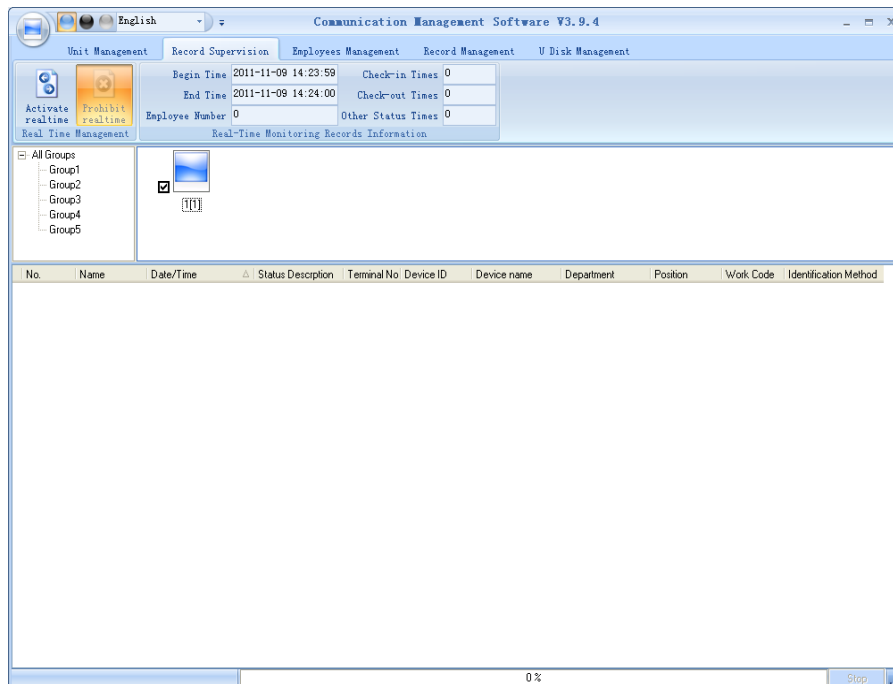 English
Communication Management Software V3.9.4
Unit Management Record Supervision Employees Management Record Management U Disk Management
Activate realtime
Prohibit realtime
Real Time Management
Begin Time 2011-11-09 14:23:59 Check-in Times 0
End Time 2011-11-09 14:24:00 Check-out Times 0
Employee Number 0 Other Status Times 0
Real-Time Monitoring Records Information
All Groups
Group1
Group2
Group3
Group4
Group5
1[1]
No. Name Date/Time Status Descrption Terminal No Device ID Device name Department Position Work Code Identification Method
0 % Stop